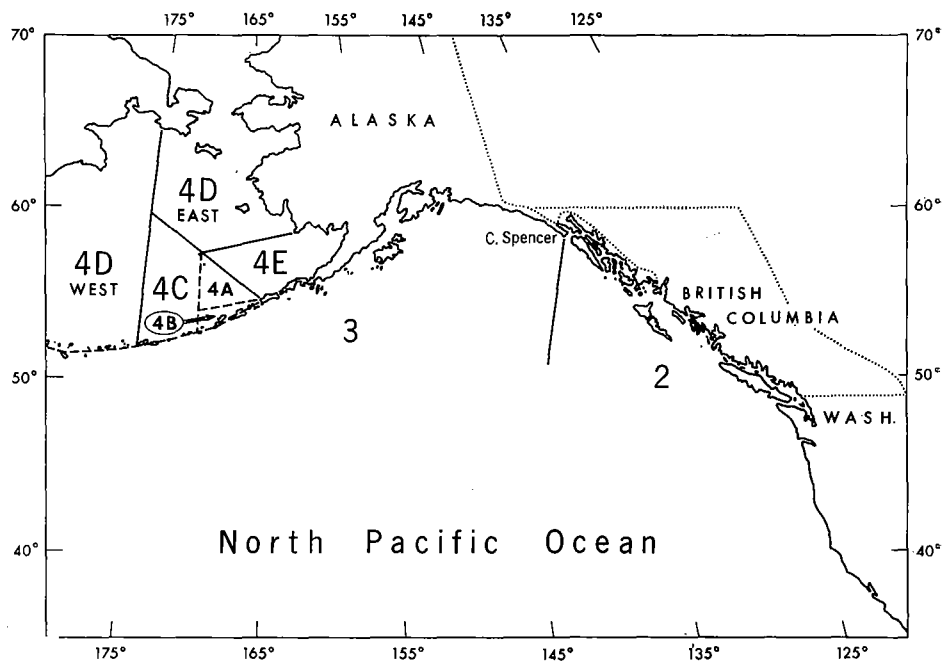 175° 165° 155° 145° 135° 125°
70° 70°
ALASKA
4D
EAST
60° 60°
C. Spencer
4D
WEST
4E
4C 4A
BRITISH
COLUMBIA
4B
3
50° 2 50°
WASH.
North Pacific Ocean
40° 40°
175° 165° 155° 145° 135° 125°